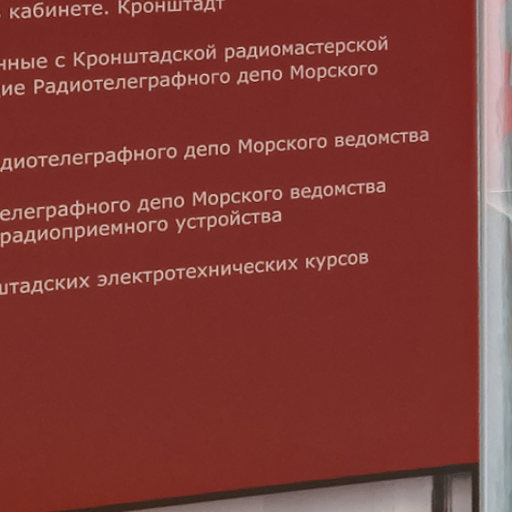 кабинете. Кронштадт
нные с Кронштадской радиомастерской
ие Радиотелеграфного депо Морского
диотелеграфного депо Морского ведомства
елеграфного депо Морского ведомства
радиоприемного устройства
штадских электротехнических курсов